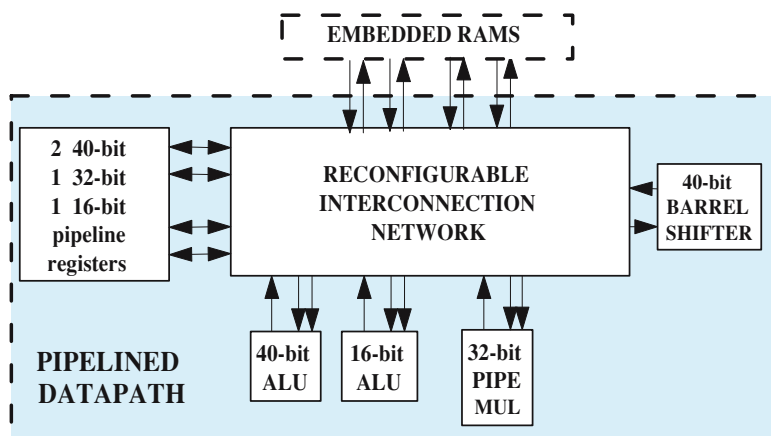 EMBEDDED RAMS
2 40-bit
1 32-bit
1 16-bit
pipeline
registers
RECONFIGURABLE
INTERCONNECTION
NETWORK
40-bit
BARREL
SHIFTER
40-bit
ALU
16-bit
ALU
32-bit
PIPE
MUL
PIPELINED
DATAPATH